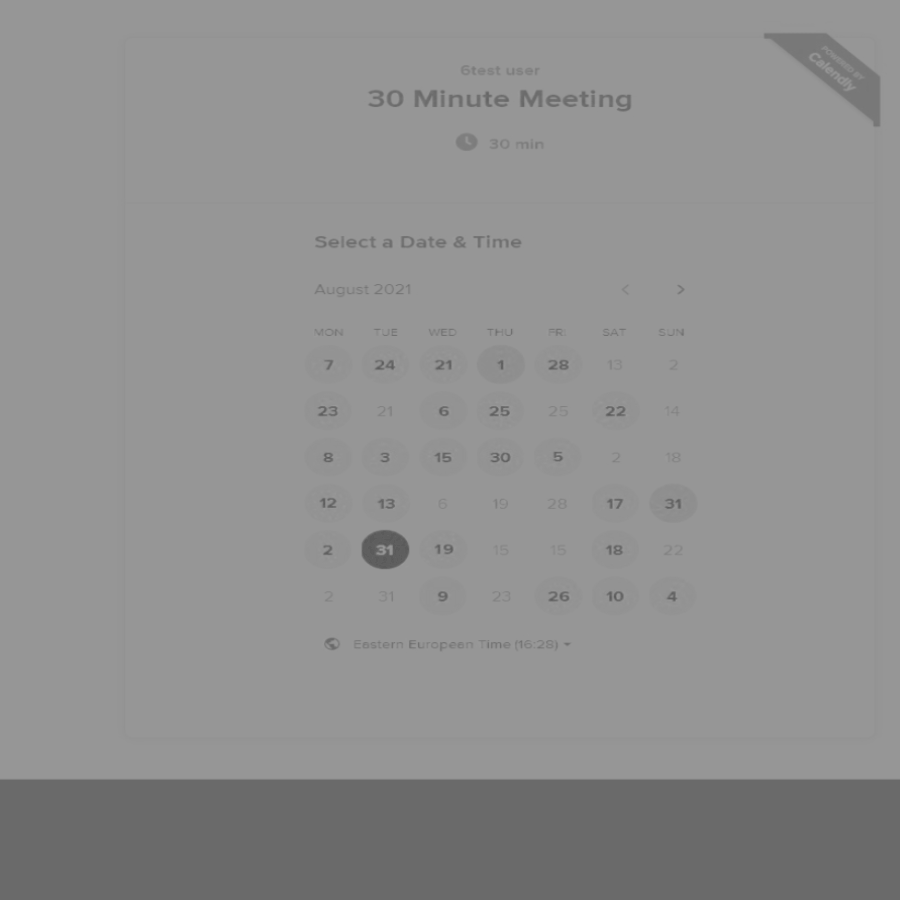 POWERED BY
Calendly
6test user
30 Minute Meeting
30 min
Select a Date & Time
August 2021
MON TUE WED THU FRI SAT SUN
7 24 21 1 28 13 2
23 21 6 25 25 22 14
8 3 15 30 5 2 18
12 13 6 19 28 17 31
2 31 19 15 15 18 22
2 31 9 23 26 10 4
Eestern Europeen Time (16:28)